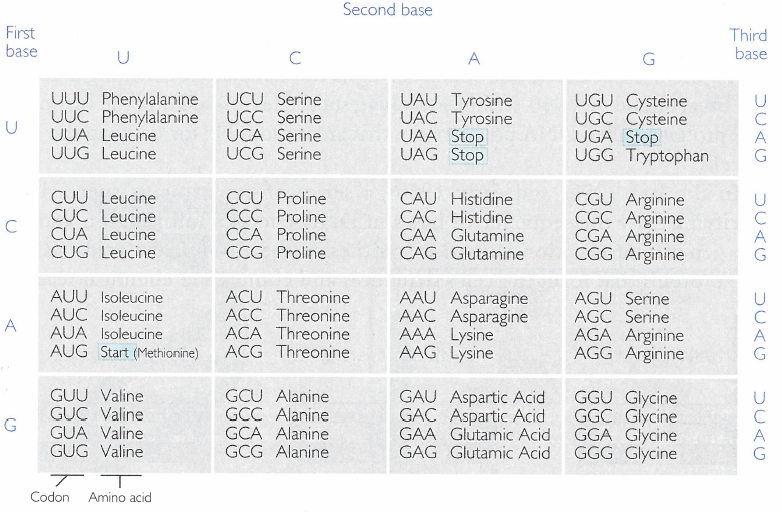 Second base
First base
Third base
U C A G
U
UUU Phenylalanine UCU Serine UAU Tyrosine UGU Cysteine U
UUC Phenylalanine UCC Serine UAC Tyrosine UGC Cysteine C
UUA Leucine UCA Serine UAA Stop UGA Stop A
UUG Leucine UCG Serine UAG Stop UGG Tryptophan G
C
CUU Leucine CCU Proline CAU Histidine CGU Arginine U
CUC Leucine CCC Proline CAC Histidine CGC Arginine C
CUA Leucine CCA Proline CAA Glutamine CGA Arginine A
CUG Leucine CCG Proline CAG Glutamine CGG Arginine G
A
AUU Isoleucine ACU Threonine AAU Asparagine AGU Serine U
AUC Isoleucine ACC Threonine AAC Asparagine AGC Serine C
AUA Isoleucine ACA Threonine AAA Lysine AGA Arginine A
AUG Start (Methionine) ACG Threonine AAG Lysine AGG Arginine G
G
GUU Valine GCU Alanine GAU Aspartic Acid GGU Glycine U
GUC Valine GCC Alanine GAC Aspartic Acid GGC Glycine C
GUA Valine GCA Alanine GAA Glutamic Acid GGA Glycine A
GUG Valine GCG Alanine GAG Glutamic Acid GGG Glycine G
Codon Amino acid